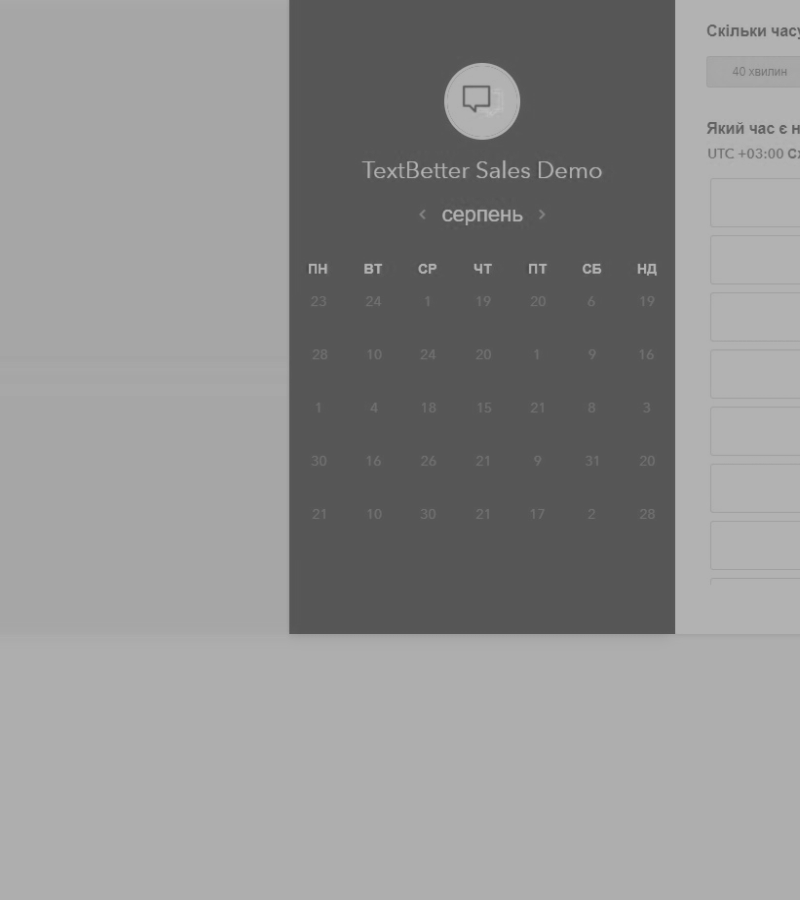 TextBetter Sales Demo
серпень
ПН ВТ СР ЧТ ПТ СБ НД
23 24 1 19 20 6 19
28 10 24 20 1 9 16
1 4 18 15 21 8 3
30 16 26 21 9 31 20
21 10 30 21 17 2 28
Скільки часу
40 хвилин
Який час є н
UTC +03:00 Сх